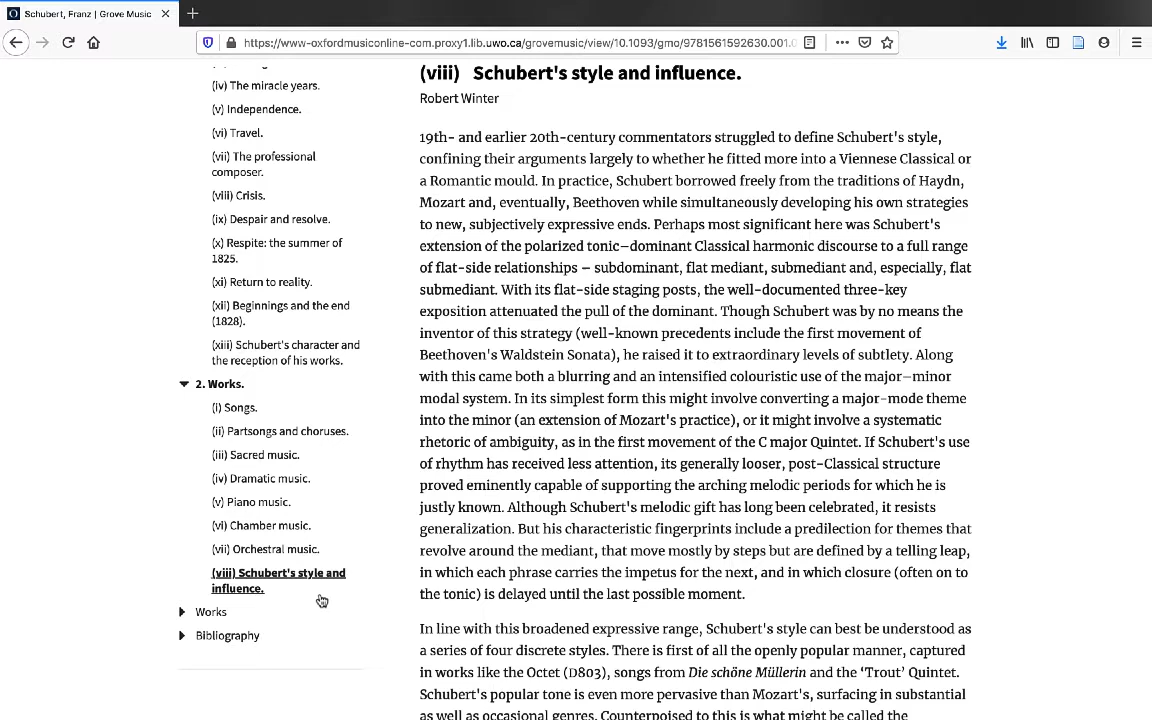 Schubert, Franz | Grove Music
https://www-oxfordmusiconline-com.proxy1.lib.uwo.ca/grovemusic/view/10.1093/gmo/9781561592630.001.0
(iv) The miracle years.
(v) Independence.
(vi) Travel.
(vii) The professional
composer.
(viii) Crisis.
(ix) Despair and resolve.
(x) Respite: the summer of
1825.
(xi) Return to reality.
(xii) Beginnings and the end
(1828).
(xiii) Schubert's character and
the reception of his works.
2. Works.
(i) Songs.
(ii) Partsongs and choruses.
(iii) Sacred music.
(iv) Dramatic music.
(v) Piano music.
(vi) Chamber music.
(vii) Orchestral music.
(viii) Schubert's style and
influence.
Works
Bibliography
(viii) Schubert's style and influence.
Robert Winter
19th- and earlier 20th-century commentators struggled to define Schubert's style,
confining their arguments largely to whether he fitted more into a Viennese Classical or
a Romantic mould. In practice, Schubert borrowed freely from the traditions of Haydn,
Mozart and, eventually, Beethoven while simultaneously developing his own strategies
to new, subjectively expressive ends. Perhaps most significant here was Schubert's
extension of the polarized tonic–dominant Classical harmonic discourse to a full range
of flat-side relationships – subdominant, flat mediant, submediant and, especially, flat
submediant. With its flat-side staging posts, the well-documented three-key
exposition attenuated the pull of the dominant. Though Schubert was by no means the
inventor of this strategy (well-known precedents include the first movement of
Beethoven's Waldstein Sonata), he raised it to extraordinary levels of subtlety. Along
with this came both a blurring and an intensified colouristic use of the major–minor
modal system. In its simplest form this might involve converting a major-mode theme
into the minor (an extension of Mozart's practice), or it might involve a systematic
rhetoric of ambiguity, as in the first movement of the C major Quintet. If Schubert's use
of rhythm has received less attention, its generally looser, post-Classical structure
proved eminently capable of supporting the arching melodic periods for which he is
justly known. Although Schubert's melodic gift has long been celebrated, it resists
generalization. But his characteristic fingerprints include a predilection for themes that
revolve around the mediant, that move mostly by steps but are defined by a telling leap,
in which each phrase carries the impetus for the next, and in which closure (often on to
the tonic) is delayed until the last possible moment.
In line with this broadened expressive range, Schubert's style can best be understood as
a series of four discrete styles. There is first of all the openly popular manner, captured
in works like the Octet (D803), songs from Die schöne Müllerin and the ‘Trout’ Quintet.
Schubert's popular tone is even more pervasive than Mozart's, surfacing in substantial
as well as occasional genres. Counterpoised to this is what might be called the